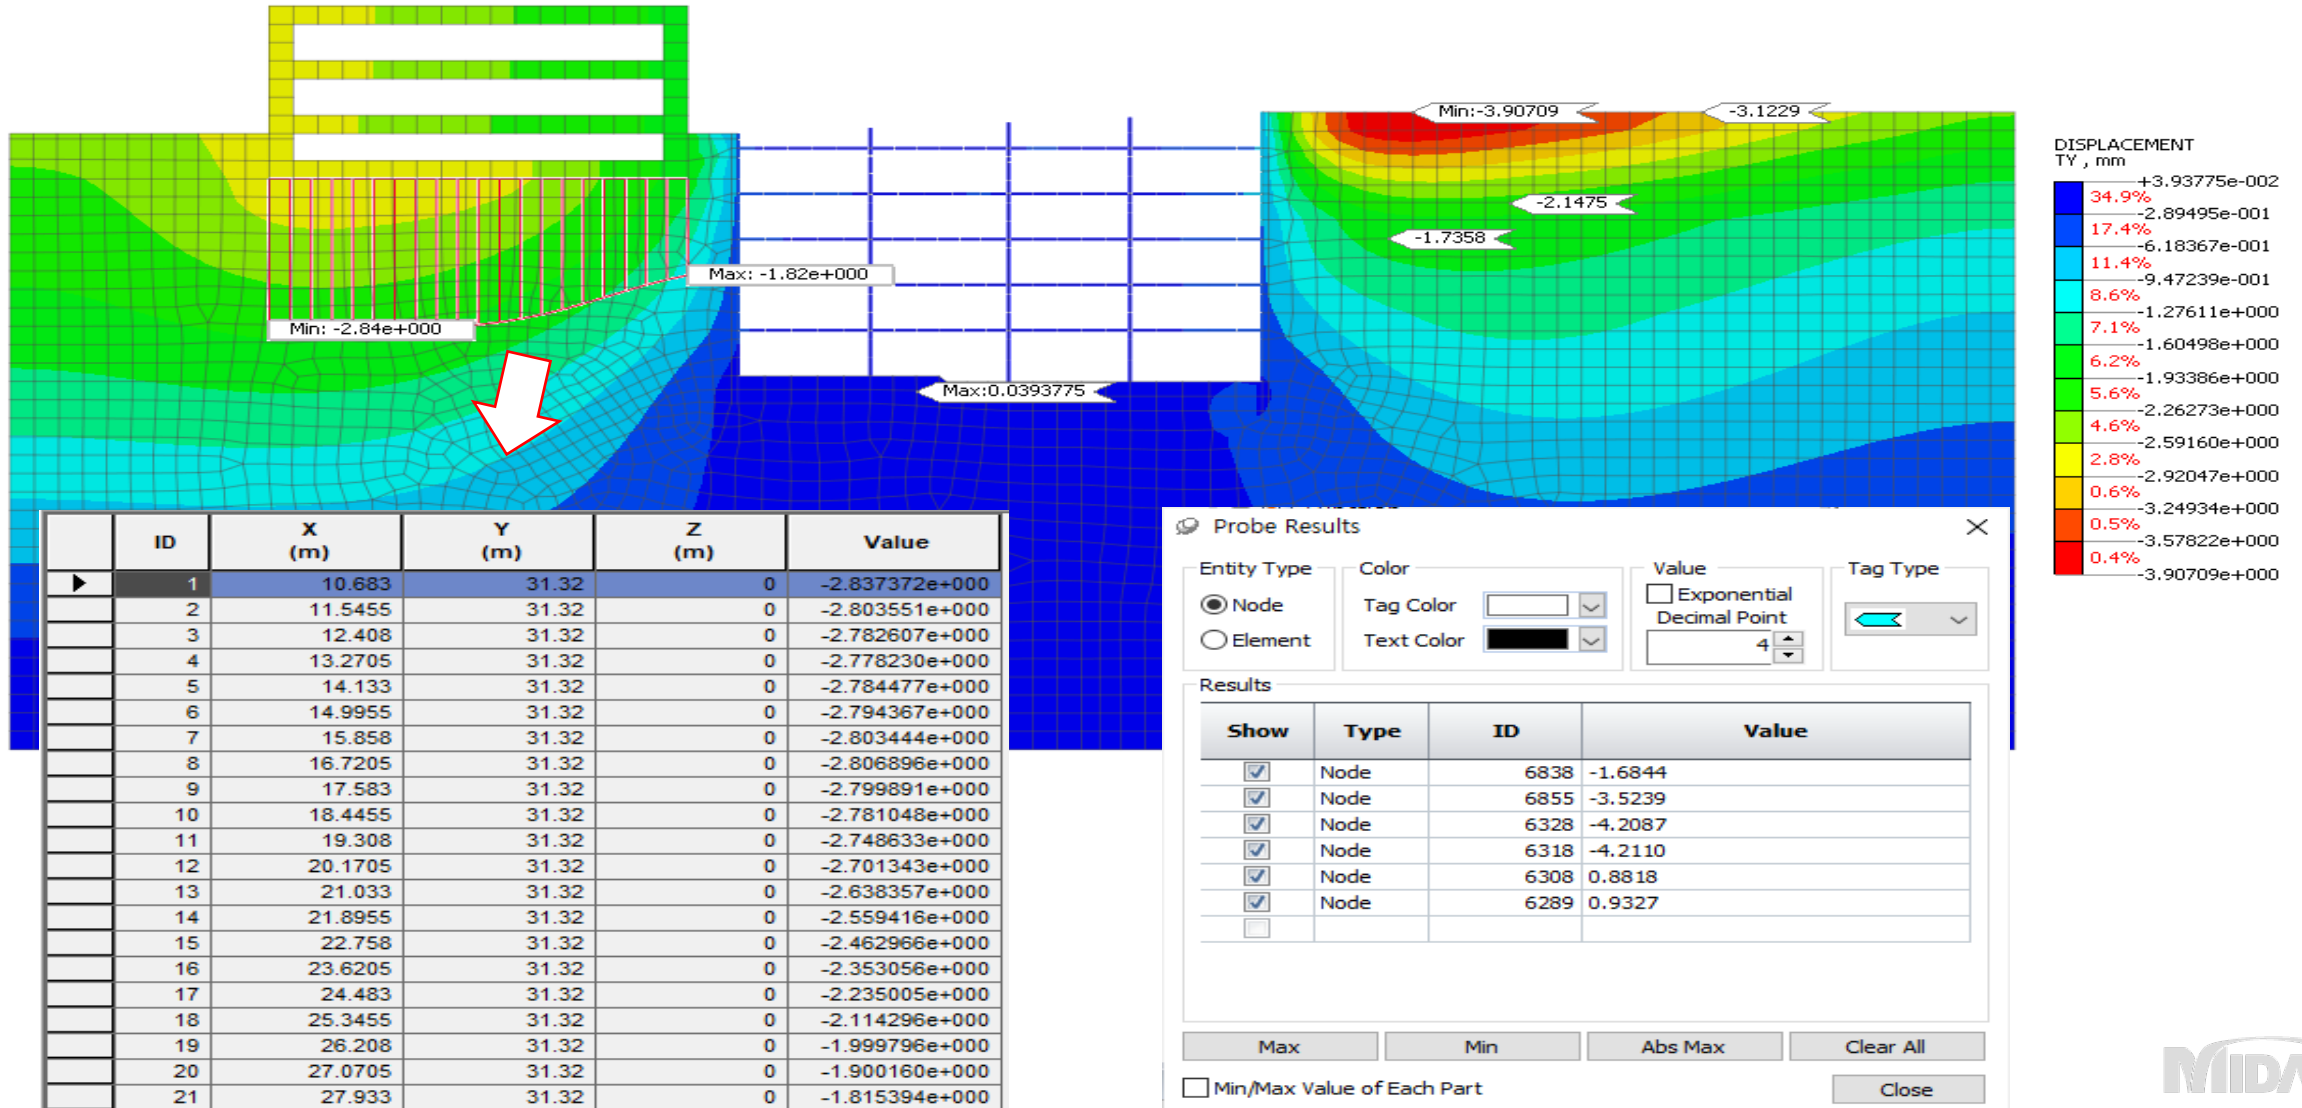 Min:-3.90709
-3.1229
-2.1475
-1.7358
Max: -1.82e+000
Min: -2.84e+000
Max:0.0393775
DISPLACEMENT
TY , mm
+3.93775e-002
34.9%
-2.89495e-001
17.4%
-6.18367e-001
11.4%
-9.47239e-001
8.6%
-1.27611e+000
7.1%
-1.60498e+000
6.2%
-1.93386e+000
5.6%
-2.26273e+000
4.6%
-2.59160e+000
2.8%
-2.92047e+000
0.6%
-3.24934e+000
0.5%
-3.57822e+000
0.4%
-3.90709e+000
ID X (m) Y (m) Z (m) Value
1 10.683 31.32 0 -2.837372e+000
2 11.5455 31.32 0 -2.803551e+000
3 12.408 31.32 0 -2.782607e+000
4 13.2705 31.32 0 -2.778230e+000
5 14.133 31.32 0 -2.784477e+000
6 14.9955 31.32 0 -2.794367e+000
7 15.858 31.32 0 -2.803444e+000
8 16.7205 31.32 0 -2.806896e+000
9 17.583 31.32 0 -2.799891e+000
10 18.4455 31.32 0 -2.781048e+000
11 19.308 31.32 0 -2.748633e+000
12 20.1705 31.32 0 -2.701343e+000
13 21.033 31.32 0 -2.638357e+000
14 21.8955 31.32 0 -2.559416e+000
15 22.758 31.32 0 -2.462966e+000
16 23.6205 31.32 0 -2.353056e+000
17 24.483 31.32 0 -2.235005e+000
18 25.3455 31.32 0 -2.114296e+000
19 26.208 31.32 0 -1.999796e+000
20 27.0705 31.32 0 -1.900160e+000
21 27.933 31.32 0 -1.815394e+000
Probe Results
Entity Type Color Value Tag Type
Node Tag Color Exponential
Decimal Point
Element Text Color 4
Results
Show Type ID Value
Node 6838 -1.6844
Node 6855 -3.5239
Node 6328 -4.2087
Node 6318 -4.2110
Node 6308 0.8818
Node 6289 0.9327
Max Min Abs Max Clear All
Min/Max Value of Each Part Close